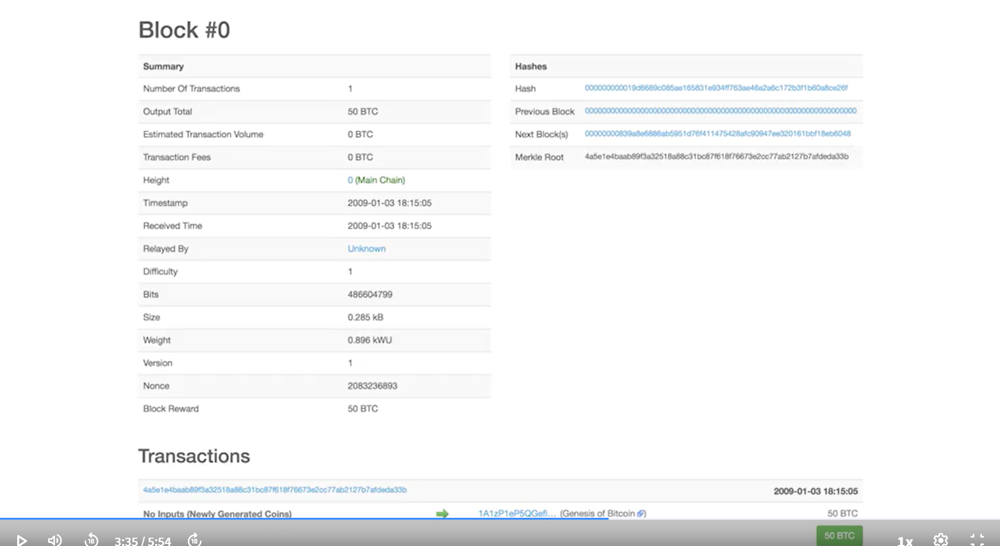 Block #0
Summary
Number Of Transactions 1
Output Total 50 BTC
Estimated Transaction Volume 0 BTC
Transaction Fees 0 BTC
Height 0 (Main Chain)
Timestamp 2009-01-03 18:15:05
Received Time 2009-01-03 18:15:05
Relayed By Unknown
Difficulty 1
Bits 486604799
Size 0.285 kB
Weight 0.896 kWU
Version 1
Nonce 2083236893
Block Reward 50 BTC
Hashes
Hash 000000000019d6689c085ae165831e934ff763ae46a2a6c172b3f1b60a8ce26f
Previous Block 0000000000000000000000000000000000000000000000000000000000000000
Next Block(s) 00000000839a8e6886ab5951d76f411475428afc90947ee320161bbf18eb6048
Merkle Root 4a5e1e4baab89f3a32518a88c31bc87f618f76673e2cc77ab2127b7afdeda33b
Transactions
4a5e1e4baab89f3a32518a88c31bc87f618f76673e2cc77ab2127b7afdeda33b 2009-01-03 18:15:05
No Inputs (Newly Generated Coins) 1A1zP1eP5QGefi... (Genesis of Bitcoin) 50 BTC
50 BTC
10 3:35 / 5:54 10 1x